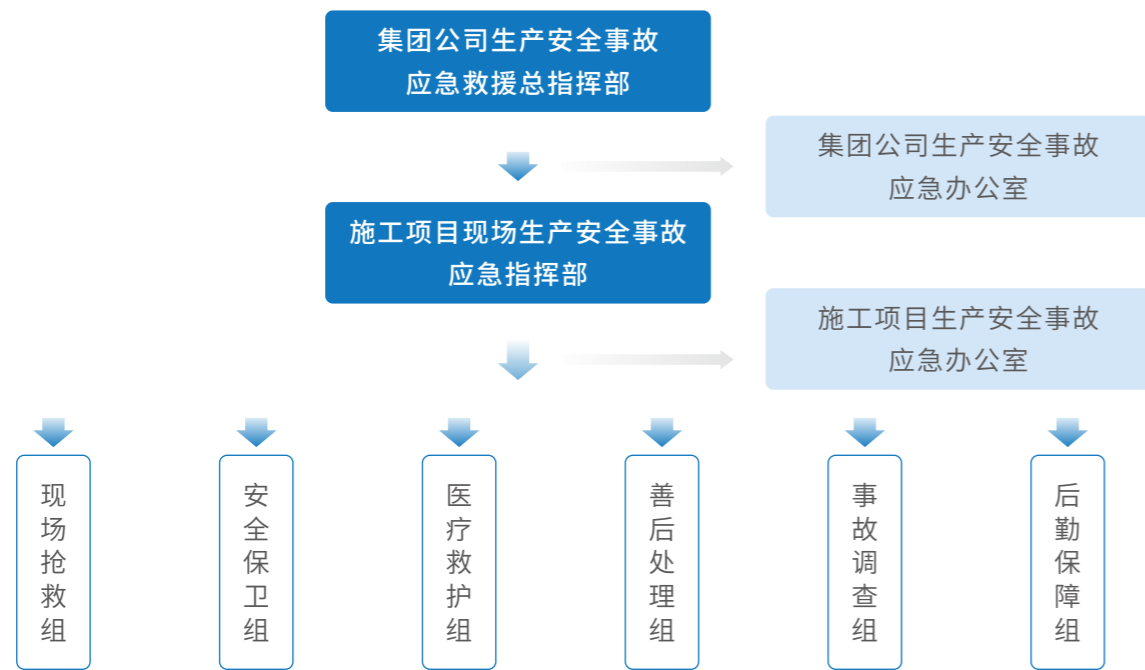 集团公司生产安全事故
应急救援总指挥部
集团公司生产安全事故
应急办公室
施工项目现场生产安全事故
应急指挥部
施工项目生产安全事故
应急办公室
现场抢救组
安全保卫组
医疗救护组
善后处理组
事故调查组
后勤保障组